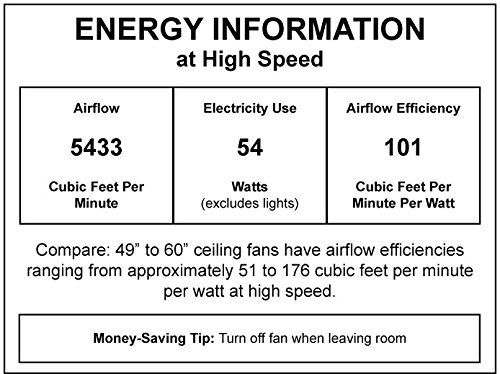 ENERGY INFORMATION
at High Speed
Airflow
5433
Cubic Feet Per
Minute
Electricity Use
54
Watts
(excludes lights)
Airflow Efficiency
101
Cubic Feet Per
Minute Per Watt
Compare: 49” to 60” ceiling fans have airflow efficiencies
ranging from approximately 51 to 176 cubic feet per minute
per watt at high speed.
Money-Saving Tip: Turn off fan when leaving room